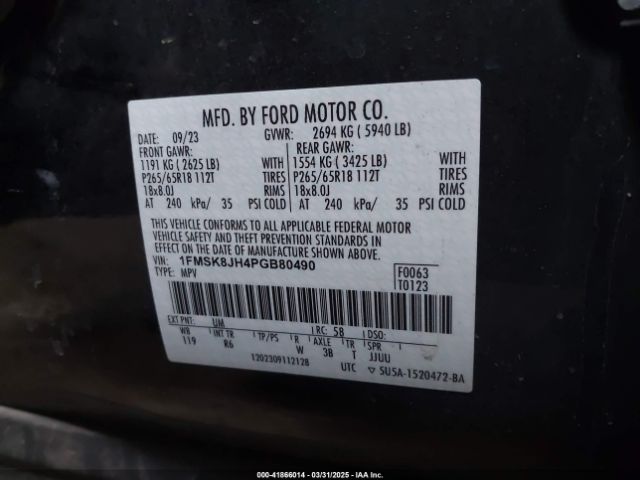 MFD. BY FORD MOTOR CO.
DATE: 09/23 GVWR: 2694 KG ( 5940 LB)
FRONT GAWR: REAR GAWR:
1191 KG ( 2625 LB) WITH 1554 KG ( 3425 LB) WITH
P265/65R18 112T TIRES P265/65R18 112T TIRES
18x8.0J RIMS 18x8.0J RIMS
AT 240 kPa/ 35 PSI COLD AT 240 kPa/ 35 PSI COLD
THIS VEHICLE CONFORMS TO ALL APPLICABLE FEDERAL MOTOR
VEHICLE SAFETY AND THEFT PREVENTION STANDARDS IN
EFFECT ON THE DATE OF MANUFACTURE SHOWN ABOVE.
VIN: 1FMSK8JH4PGB80490 F0063
TYPE: MPV T0123
EXT PNT: UM RC: 58 DSO:
WB INT TR TP/PS R AXLE TR SPR
119 R6 W 3B T JJUU
1202309112128 UTC ▽ SU5A-1520472-BA
000-41866014 - 03/31/2025 - IAAI Inc.